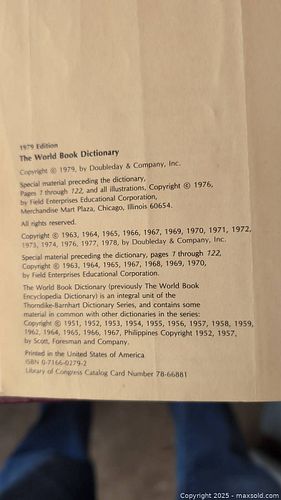 1979 Edition
The World Book Dictionary
Copyright © 1979, by Doubleday & Company, Inc.
Special material preceding the dictionary,
Pages 1 through 122, and all illustrations, Copyright © 1976,
by Field Enterprises Educational Corporation,
Merchandise Mart Plaza, Chicago, Illinois 60654.
All rights reserved.
Copyright © 1963, 1964, 1965, 1966, 1967, 1969, 1970, 1971, 1972,
1973, 1974, 1976, 1977, 1978, by Doubleday & Company, Inc.
Special material preceding the dictionary, pages 1 through 122,
Copyright © 1963, 1964, 1965, 1967, 1968, 1969, 1970,
by Field Enterprises Educational Corporation.
The World Book Dictionary (previously The World Book
Encyclopedia Dictionary) is an integral unit of the
Thorndike-Barnhart Dictionary Series, and contains some
material in common with other dictionaries in the series:
Copyright © 1951, 1952, 1953, 1954, 1955, 1956, 1957, 1958, 1959,
1962, 1964, 1965, 1966, 1967, Philippines Copyright 1952, 1957,
by Scott, Foresman and Company.
Printed in the United States of America
ISBN 0-7166-0279-2
Library of Congress Catalog Card Number 78-66881
Copyright 2025 - maxsold.com